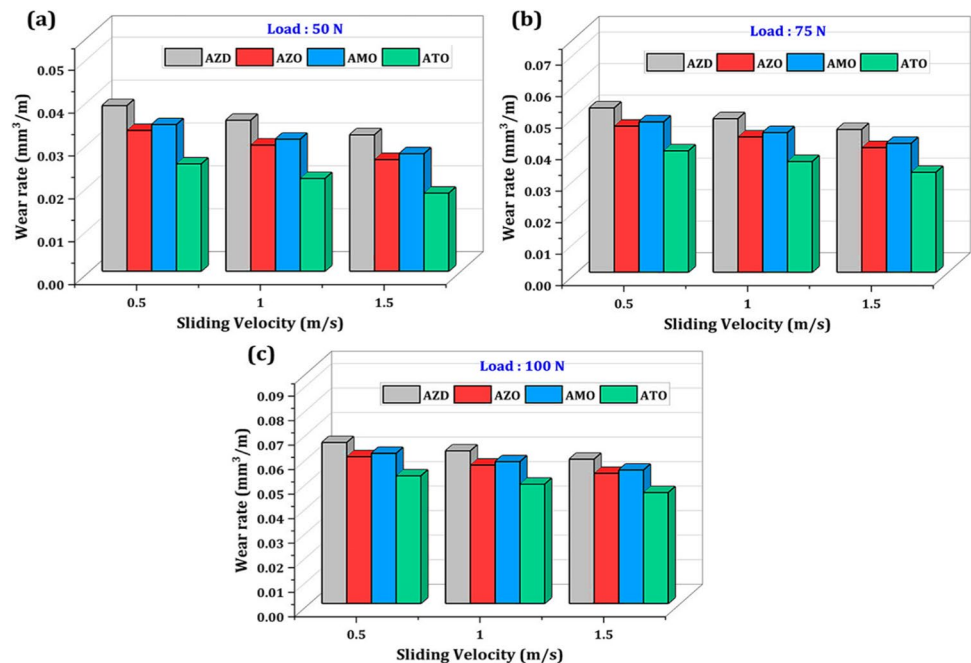 (a)
Load : 50 N
AZD AZO AMO ATO
0.05
0.04
0.03
0.02
0.01
0.00
Wear rate (mm³/m)
0.5 1 1.5
Sliding Velocity (m/s)
(b)
Load : 75 N
AZD AZO AMO ATO
0.07
0.06
0.05
0.04
0.03
0.02
0.01
0.00
Wear rate (mm³/m)
0.5 1 1.5
Sliding Velocity (m/s)
(c)
Load : 100 N
AZD AZO AMO ATO
0.09
0.08
0.07
0.06
0.05
0.04
0.03
0.02
0.01
0.00
Wear rate (mm³/m)
0.5 1 1.5
Sliding Velocity (m/s)